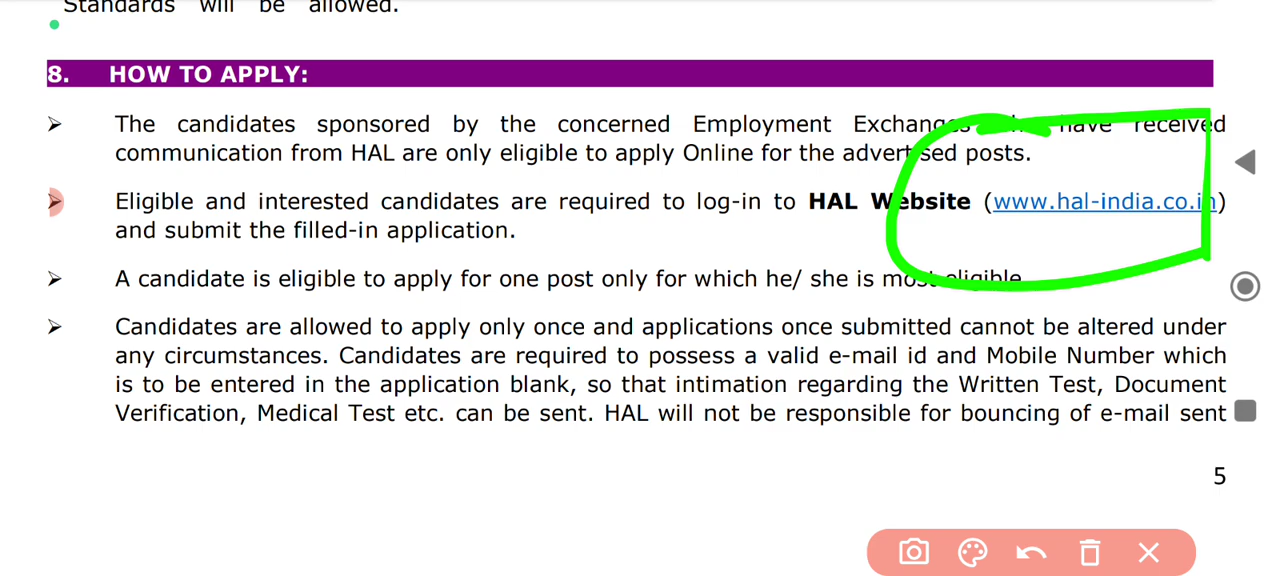 Standards will be allowed.
8. HOW TO APPLY:
➢ The candidates sponsored by the concerned Employment Exchanges have received
communication from HAL are only eligible to apply Online for the advertised posts.
➢ Eligible and interested candidates are required to log-in to HAL Website (www.hal-india.co.in)
and submit the filled-in application.
➢ A candidate is eligible to apply for one post only for which he/ she is most eligible
➢ Candidates are allowed to apply only once and applications once submitted cannot be altered under
any circumstances. Candidates are required to possess a valid e-mail id and Mobile Number which
is to be entered in the application blank, so that intimation regarding the Written Test, Document
Verification, Medical Test etc. can be sent. HAL will not be responsible for bouncing of e-mail sent
5